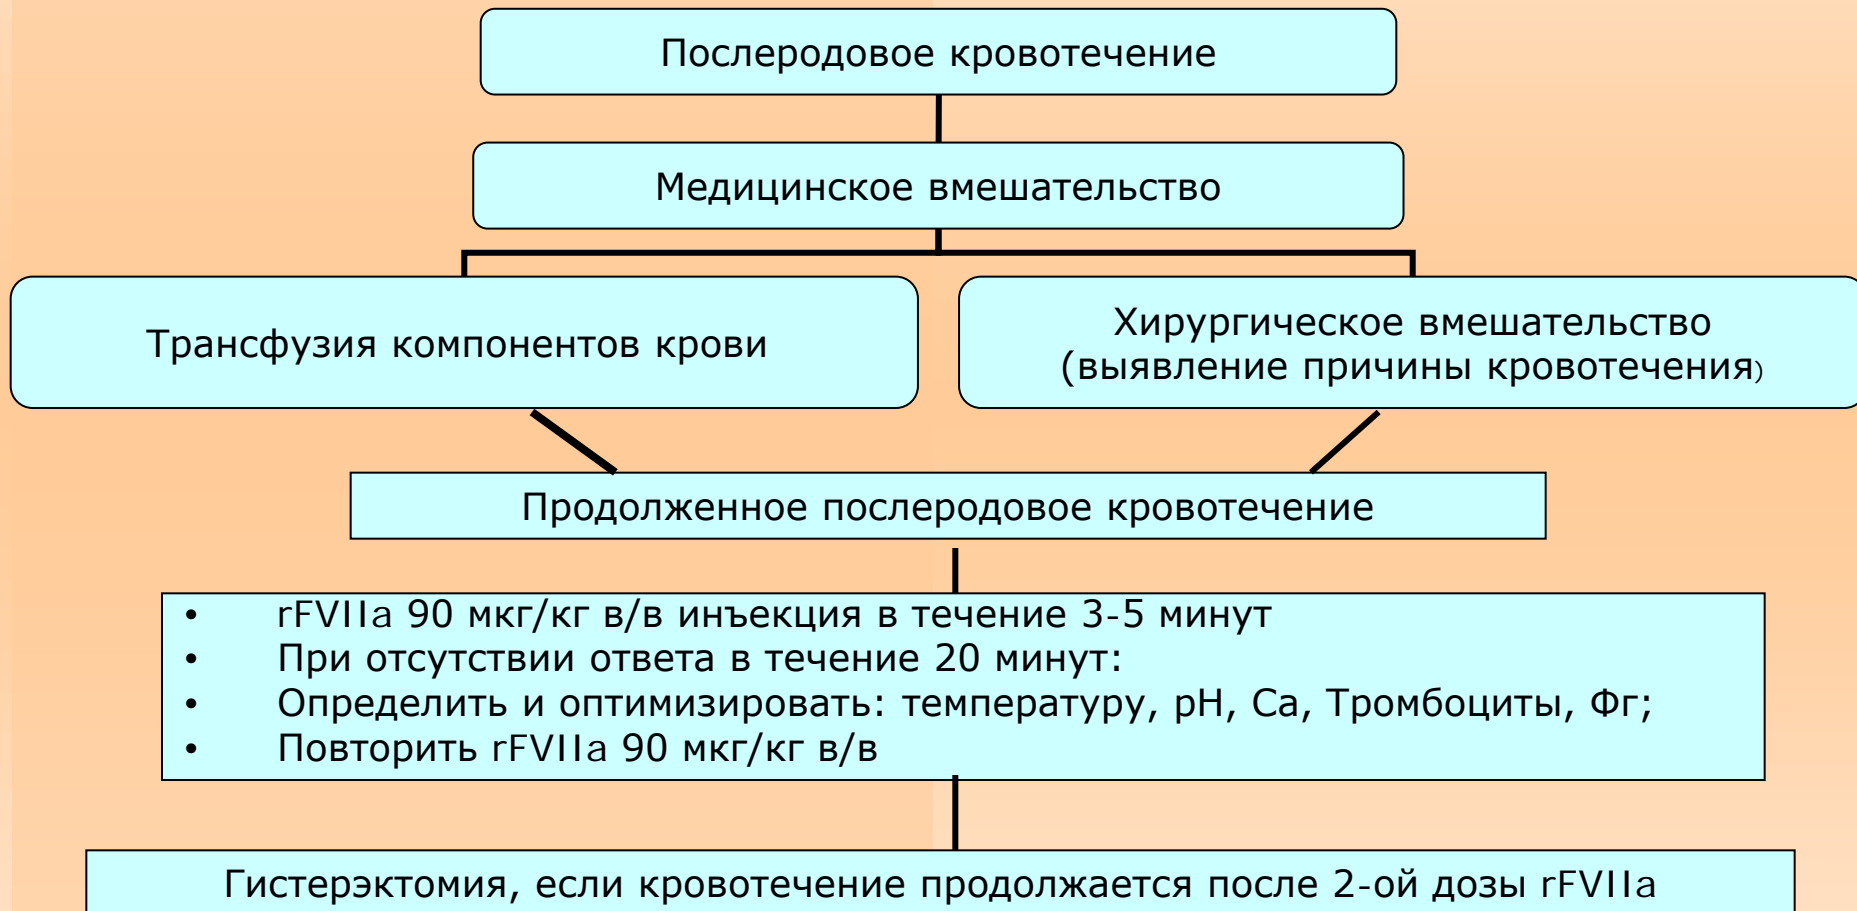 Послеродовое кровотечение
Медицинское вмешательство
Трансфузия компонентов крови
Хирургическое вмешательство
(выявление причины кровотечения)
Продолженное послеродовое кровотечение
• rFVIIa 90 мкг/кг в/в инъекция в течение 3-5 минут
• При отсутствии ответа в течение 20 минут:
• Определить и оптимизировать: температуру, pH, Ca, Тромбоциты, Фг;
• Повторить rFVIIa 90 мкг/кг в/в
Гистерэктомия, если кровотечение продолжается после 2-ой дозы rFVIIa